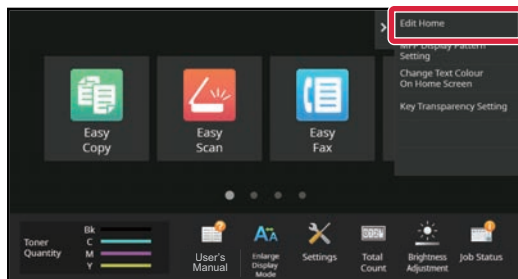 Edit Home
MFP Display Pattern
Setting
Change Text Colour
On Home Screen
Key Transparency Setting
Easy
Copy
Easy
Scan
Easy
Fax
Toner
Quantity
Bk
C
M
Y
User's
Manual
Enlarge
Display
Mode
Settings
Total
Count
Brightness
Adjustment
Job Status